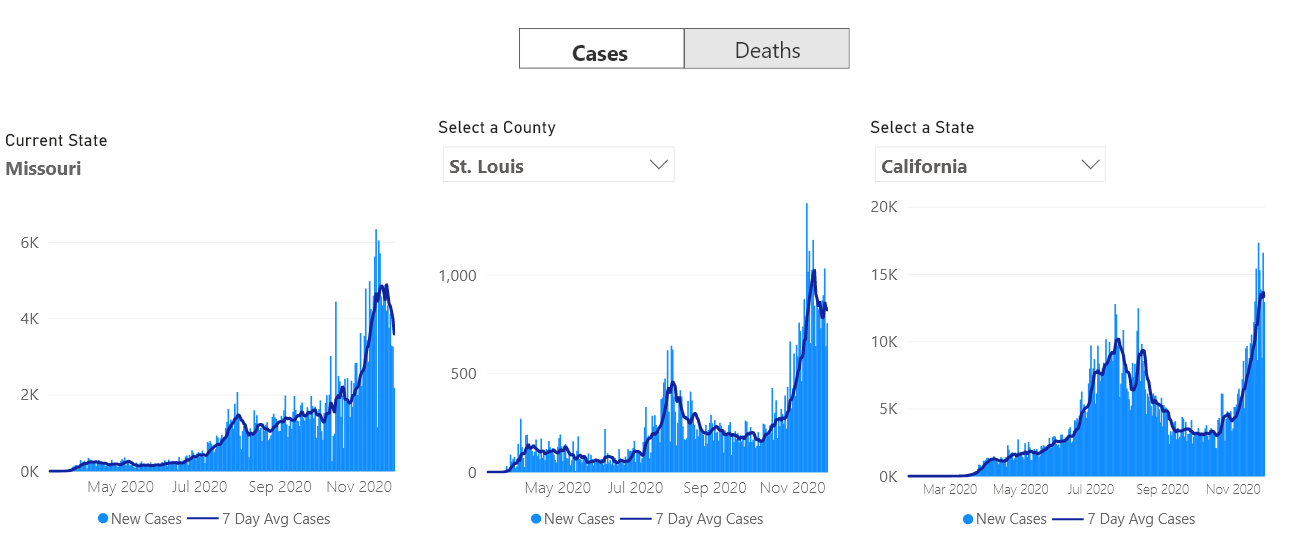 Cases Deaths
Current State
Missouri
6K
4K
2K
0K
May 2020 Jul 2020 Sep 2020 Nov 2020
New Cases 7 Day Avg Cases
Select a County
St. Louis
1,000
500
0
May 2020 Jul 2020 Sep 2020 Nov 2020
New Cases 7 Day Avg Cases
Select a State
California
20K
15K
10K
5K
0K
Mar 2020 May 2020 Jul 2020 Sep 2020 Nov 2020
New Cases 7 Day Avg Cases